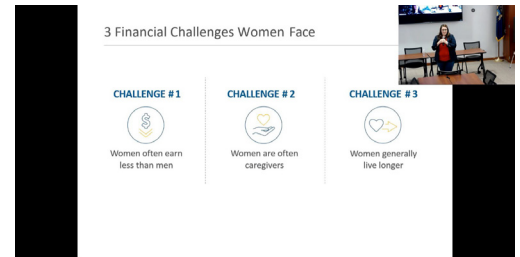 3 Financial Challenges Women Face
CHALLENGE #1
Women often earn
less than men
CHALLENGE #2
Women are often
caregivers
CHALLENGE #3
Women generally
live longer